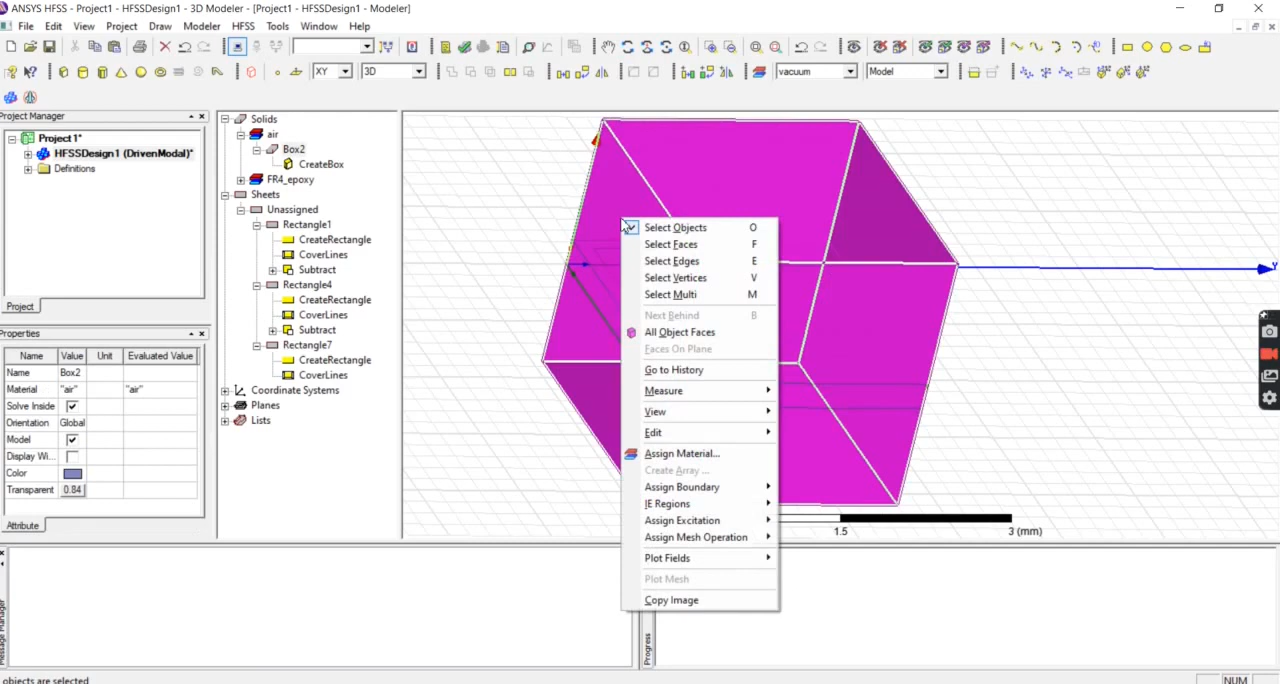 ANSYS HFSS - Project1 - HFSSDesign1 - 3D Modeler - [Project1 - HFSSDesign1 - Modeler]
File Edit View Project Draw Modeler HFSS Tools Window Help
XY 3D vacuum Model
Project Manager
Project1*
HFSSDesign1 (DrivenModal)*
Definitions
Project
Properties
Name Value Unit Evaluated Value
Name Box2
Material "air" "air"
Solve Inside
Orientation Global
Model
Display Wi...
Color
Transparent 0.84
Attribute
Solids
air
Box2
CreateBox
FR4_epoxy
Sheets
Unassigned
Rectangle1
CreateRectangle
CoverLines
Subtract
Rectangle4
CreateRectangle
CoverLines
Subtract
Rectangle7
CreateRectangle
CoverLines
Coordinate Systems
Planes
Lists
Select Objects O
Select Faces F
Select Edges E
Select Vertices V
Select Multi M
Next Behind B
All Object Faces
Faces On Plane
Go to History
Measure
View
Edit
Assign Material...
Create Array ...
Assign Boundary
IE Regions
Assign Excitation
Assign Mesh Operation
Plot Fields
Plot Mesh
Copy Image
Y
1.5 3 (mm)
Message Manager
Progress
objects are selected
NUM